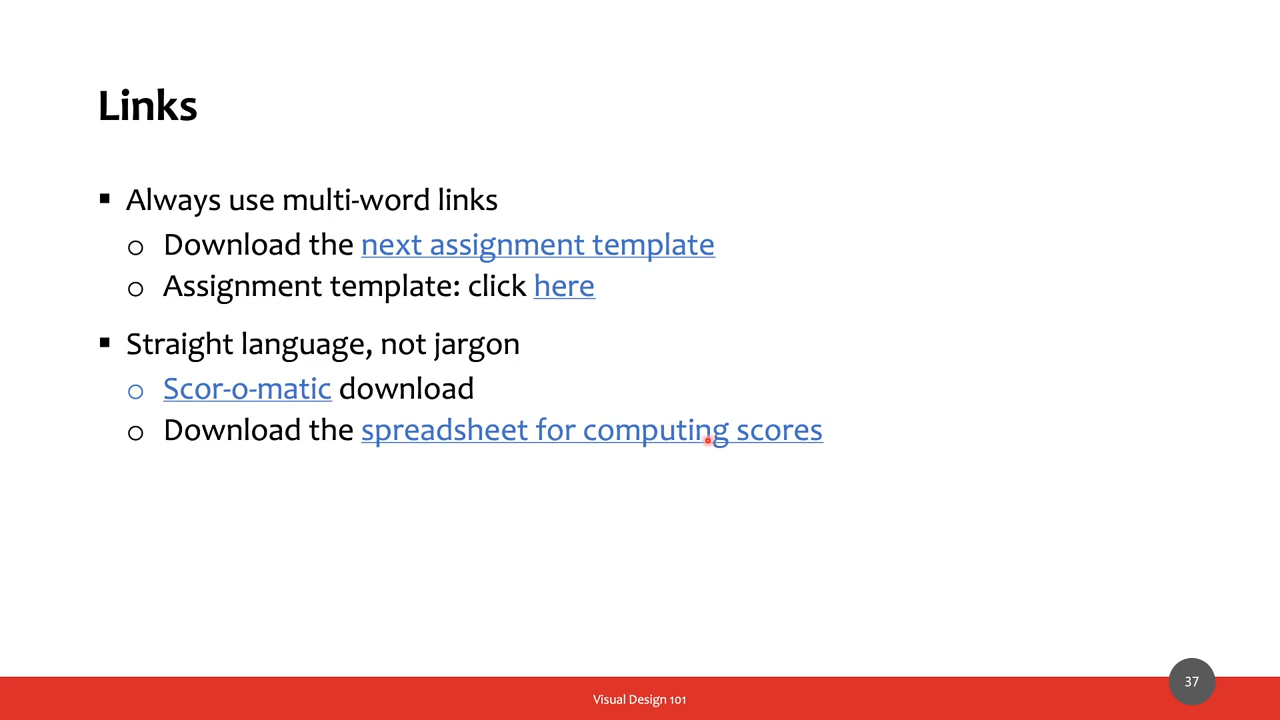 Links
▪ Always use multi-word links
o Download the next assignment template
o Assignment template: click here
▪ Straight language, not jargon
o Scor-o-matic download
o Download the spreadsheet for computing scores
37
Visual Design 101